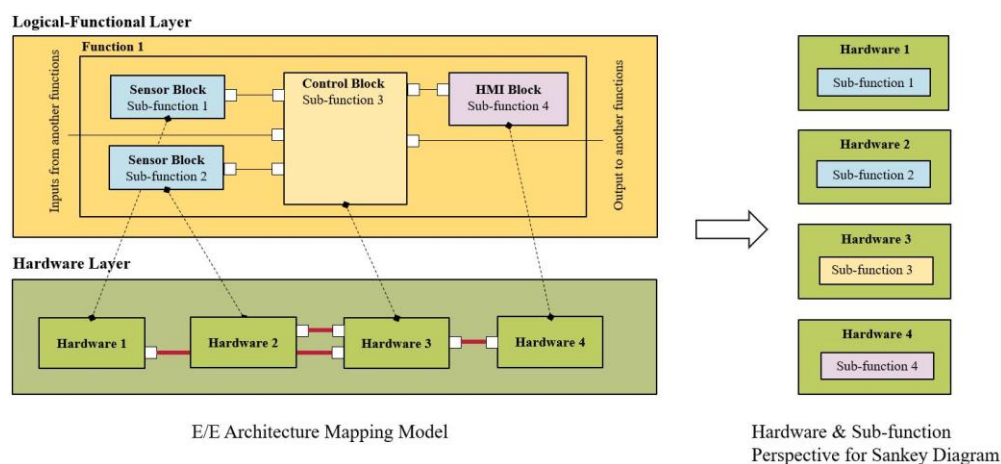 Logical-Functional Layer
Function 1
Inputs from another functions
Sensor Block
Sub-function 1
Sensor Block
Sub-function 2
Control Block
Sub-function 3
HMI Block
Sub-function 4
Output to another functions
Hardware Layer
Hardware 1
Hardware 2
Hardware 3
Hardware 4
E/E Architecture Mapping Model
Hardware 1
Sub-function 1
Hardware 2
Sub-function 2
Hardware 3
Sub-function 3
Hardware 4
Sub-function 4
Hardware & Sub-function
Perspective for Sankey Diagram